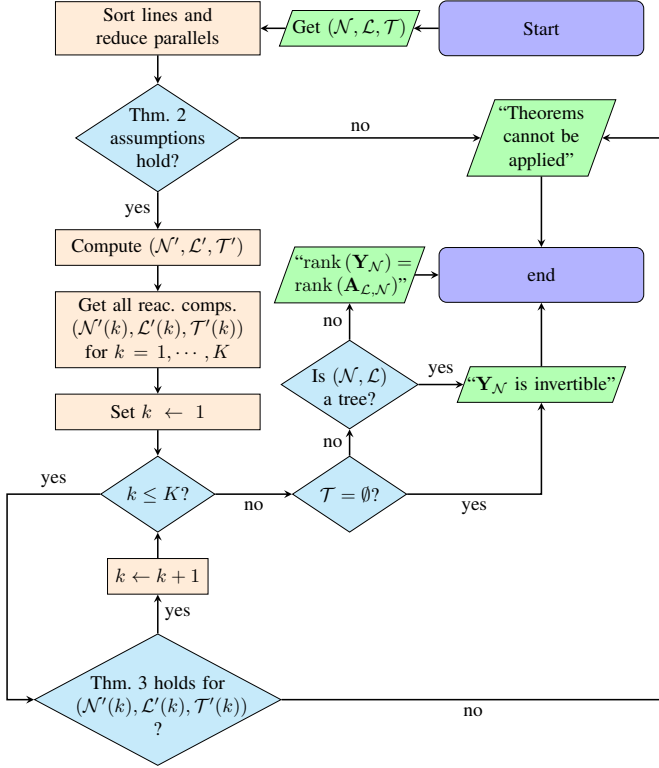 Sort lines and
reduce parallels
Get (𝒩, ℒ, 𝒯)
Start
Thm. 2
assumptions
hold?
no
"Theorems
cannot be
applied"
yes
Compute (𝒩′, ℒ′, 𝒯′)
"rank (Y_𝒩) =
rank (A_ℒ,𝒩)"
end
Get all reac. comps.
(𝒩′(k), ℒ′(k), 𝒯′(k))
for k = 1, ⋯ , K
no
Is (𝒩, ℒ)
a tree?
yes
"Y_𝒩 is invertible"
Set k ← 1
no
yes
k ≤ K?
no
𝒯 = ∅?
yes
k ← k + 1
yes
Thm. 3 holds for
(𝒩′(k), ℒ′(k), 𝒯′(k))
?
no